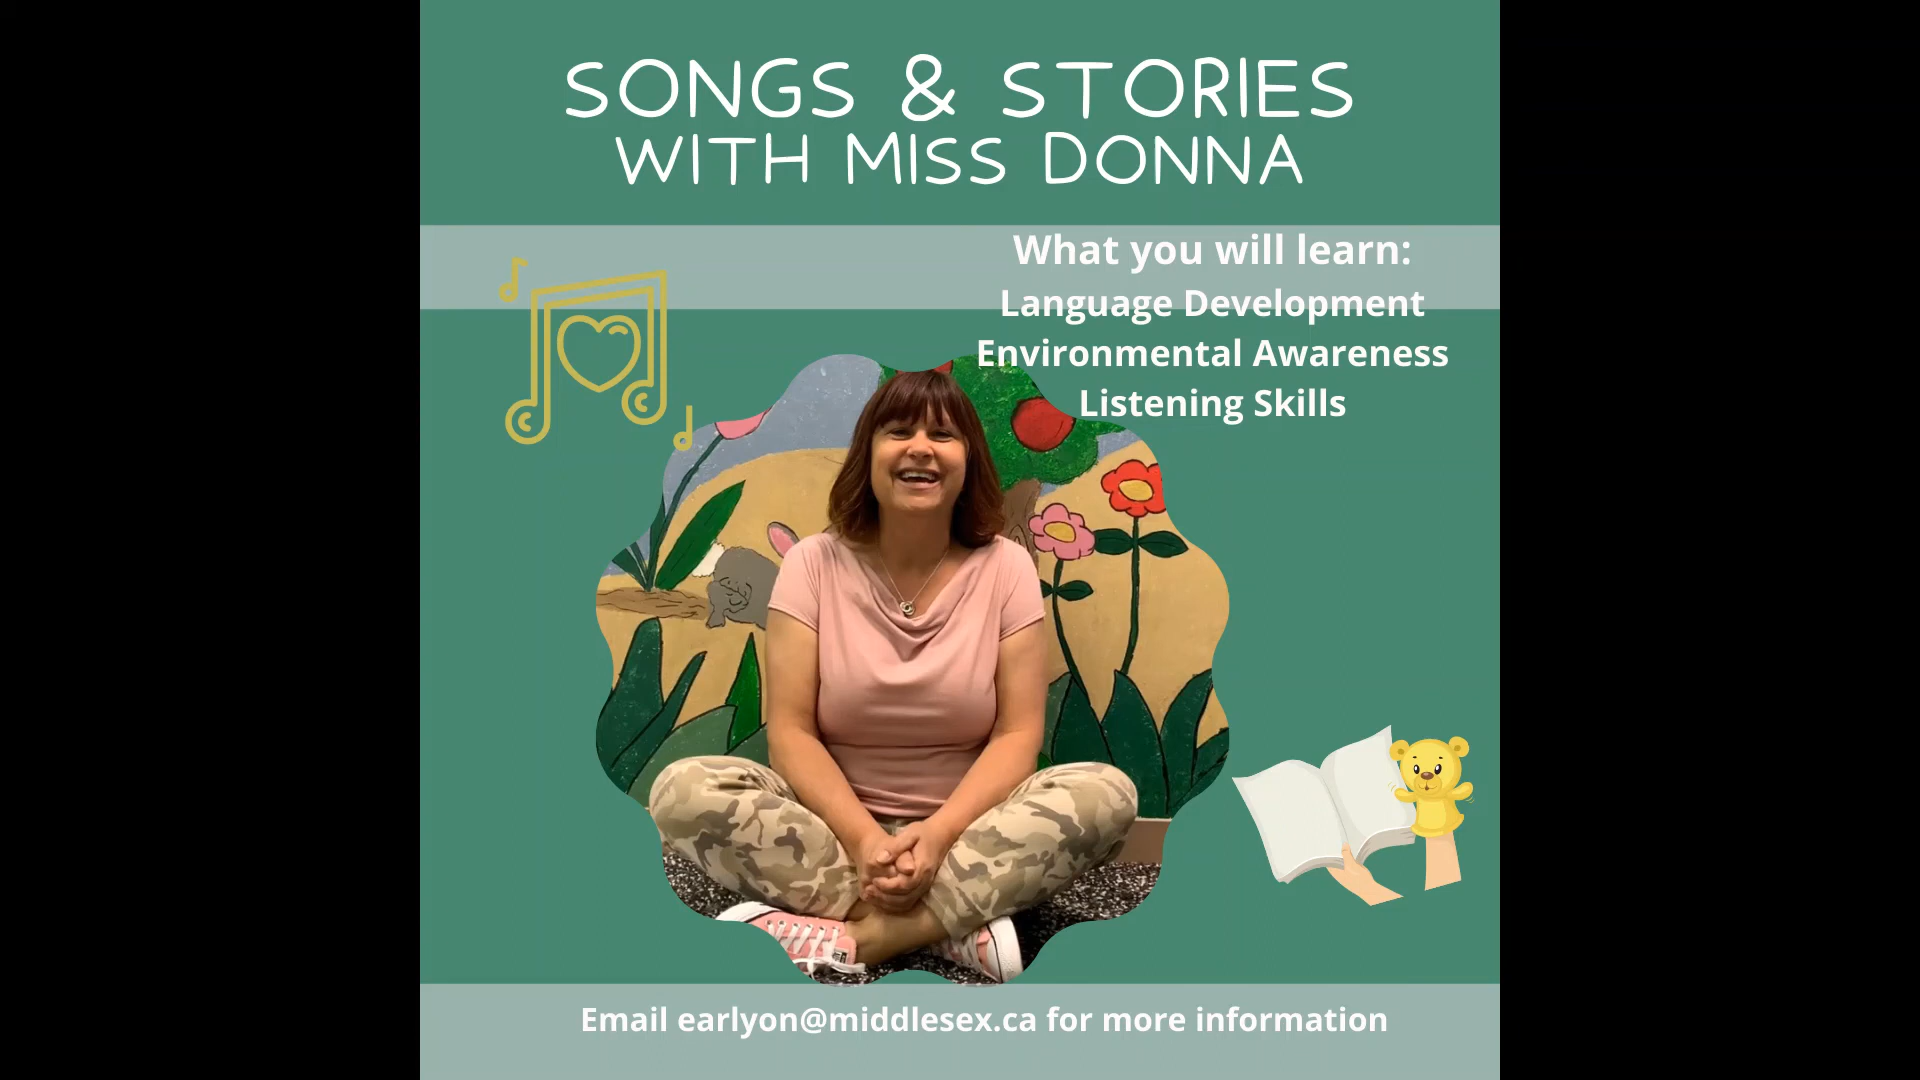 SONGS & STORIES
WITH MISS DONNA
What you will learn:
Language Development
Environmental Awareness
Listening Skills
Email earlyon@middlesex.ca for more information